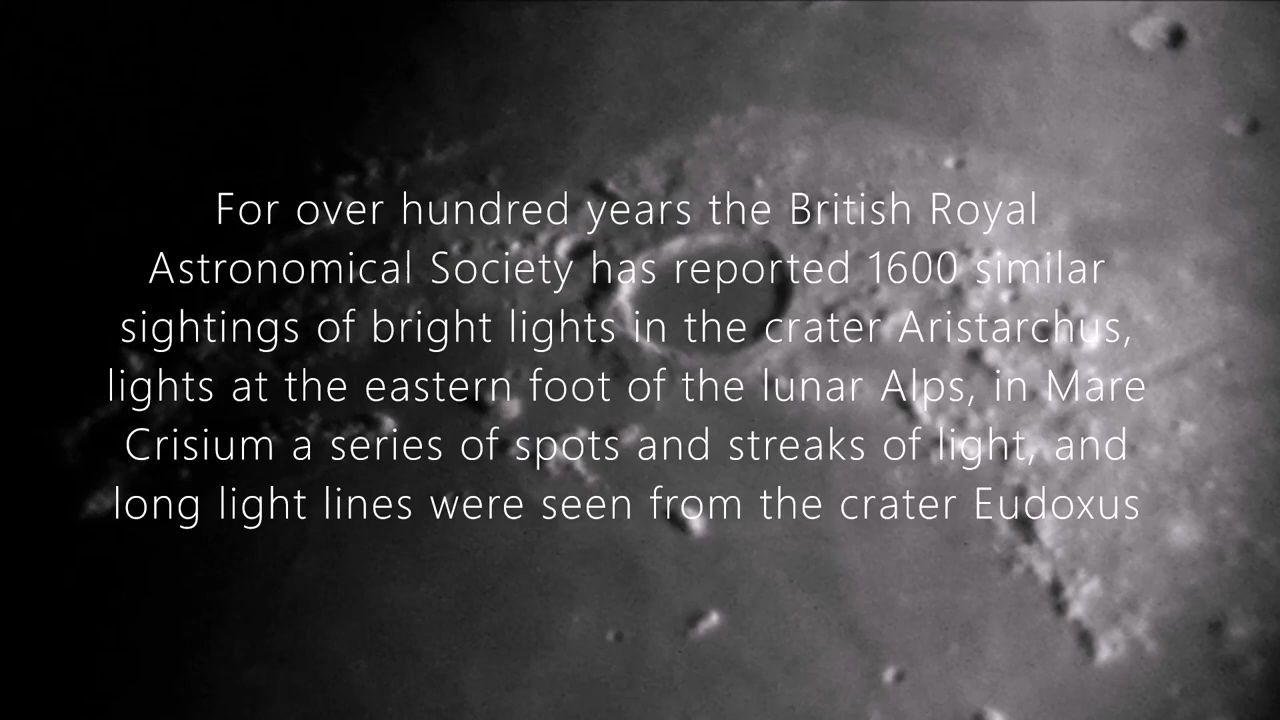 For over hundred years the British Royal
Astronomical Society has reported 1600 similar
sightings of bright lights in the crater Aristarchus,
lights at the eastern foot of the lunar Alps, in Mare
Crisium a series of spots and streaks of light, and
long light lines were seen from the crater Eudoxus